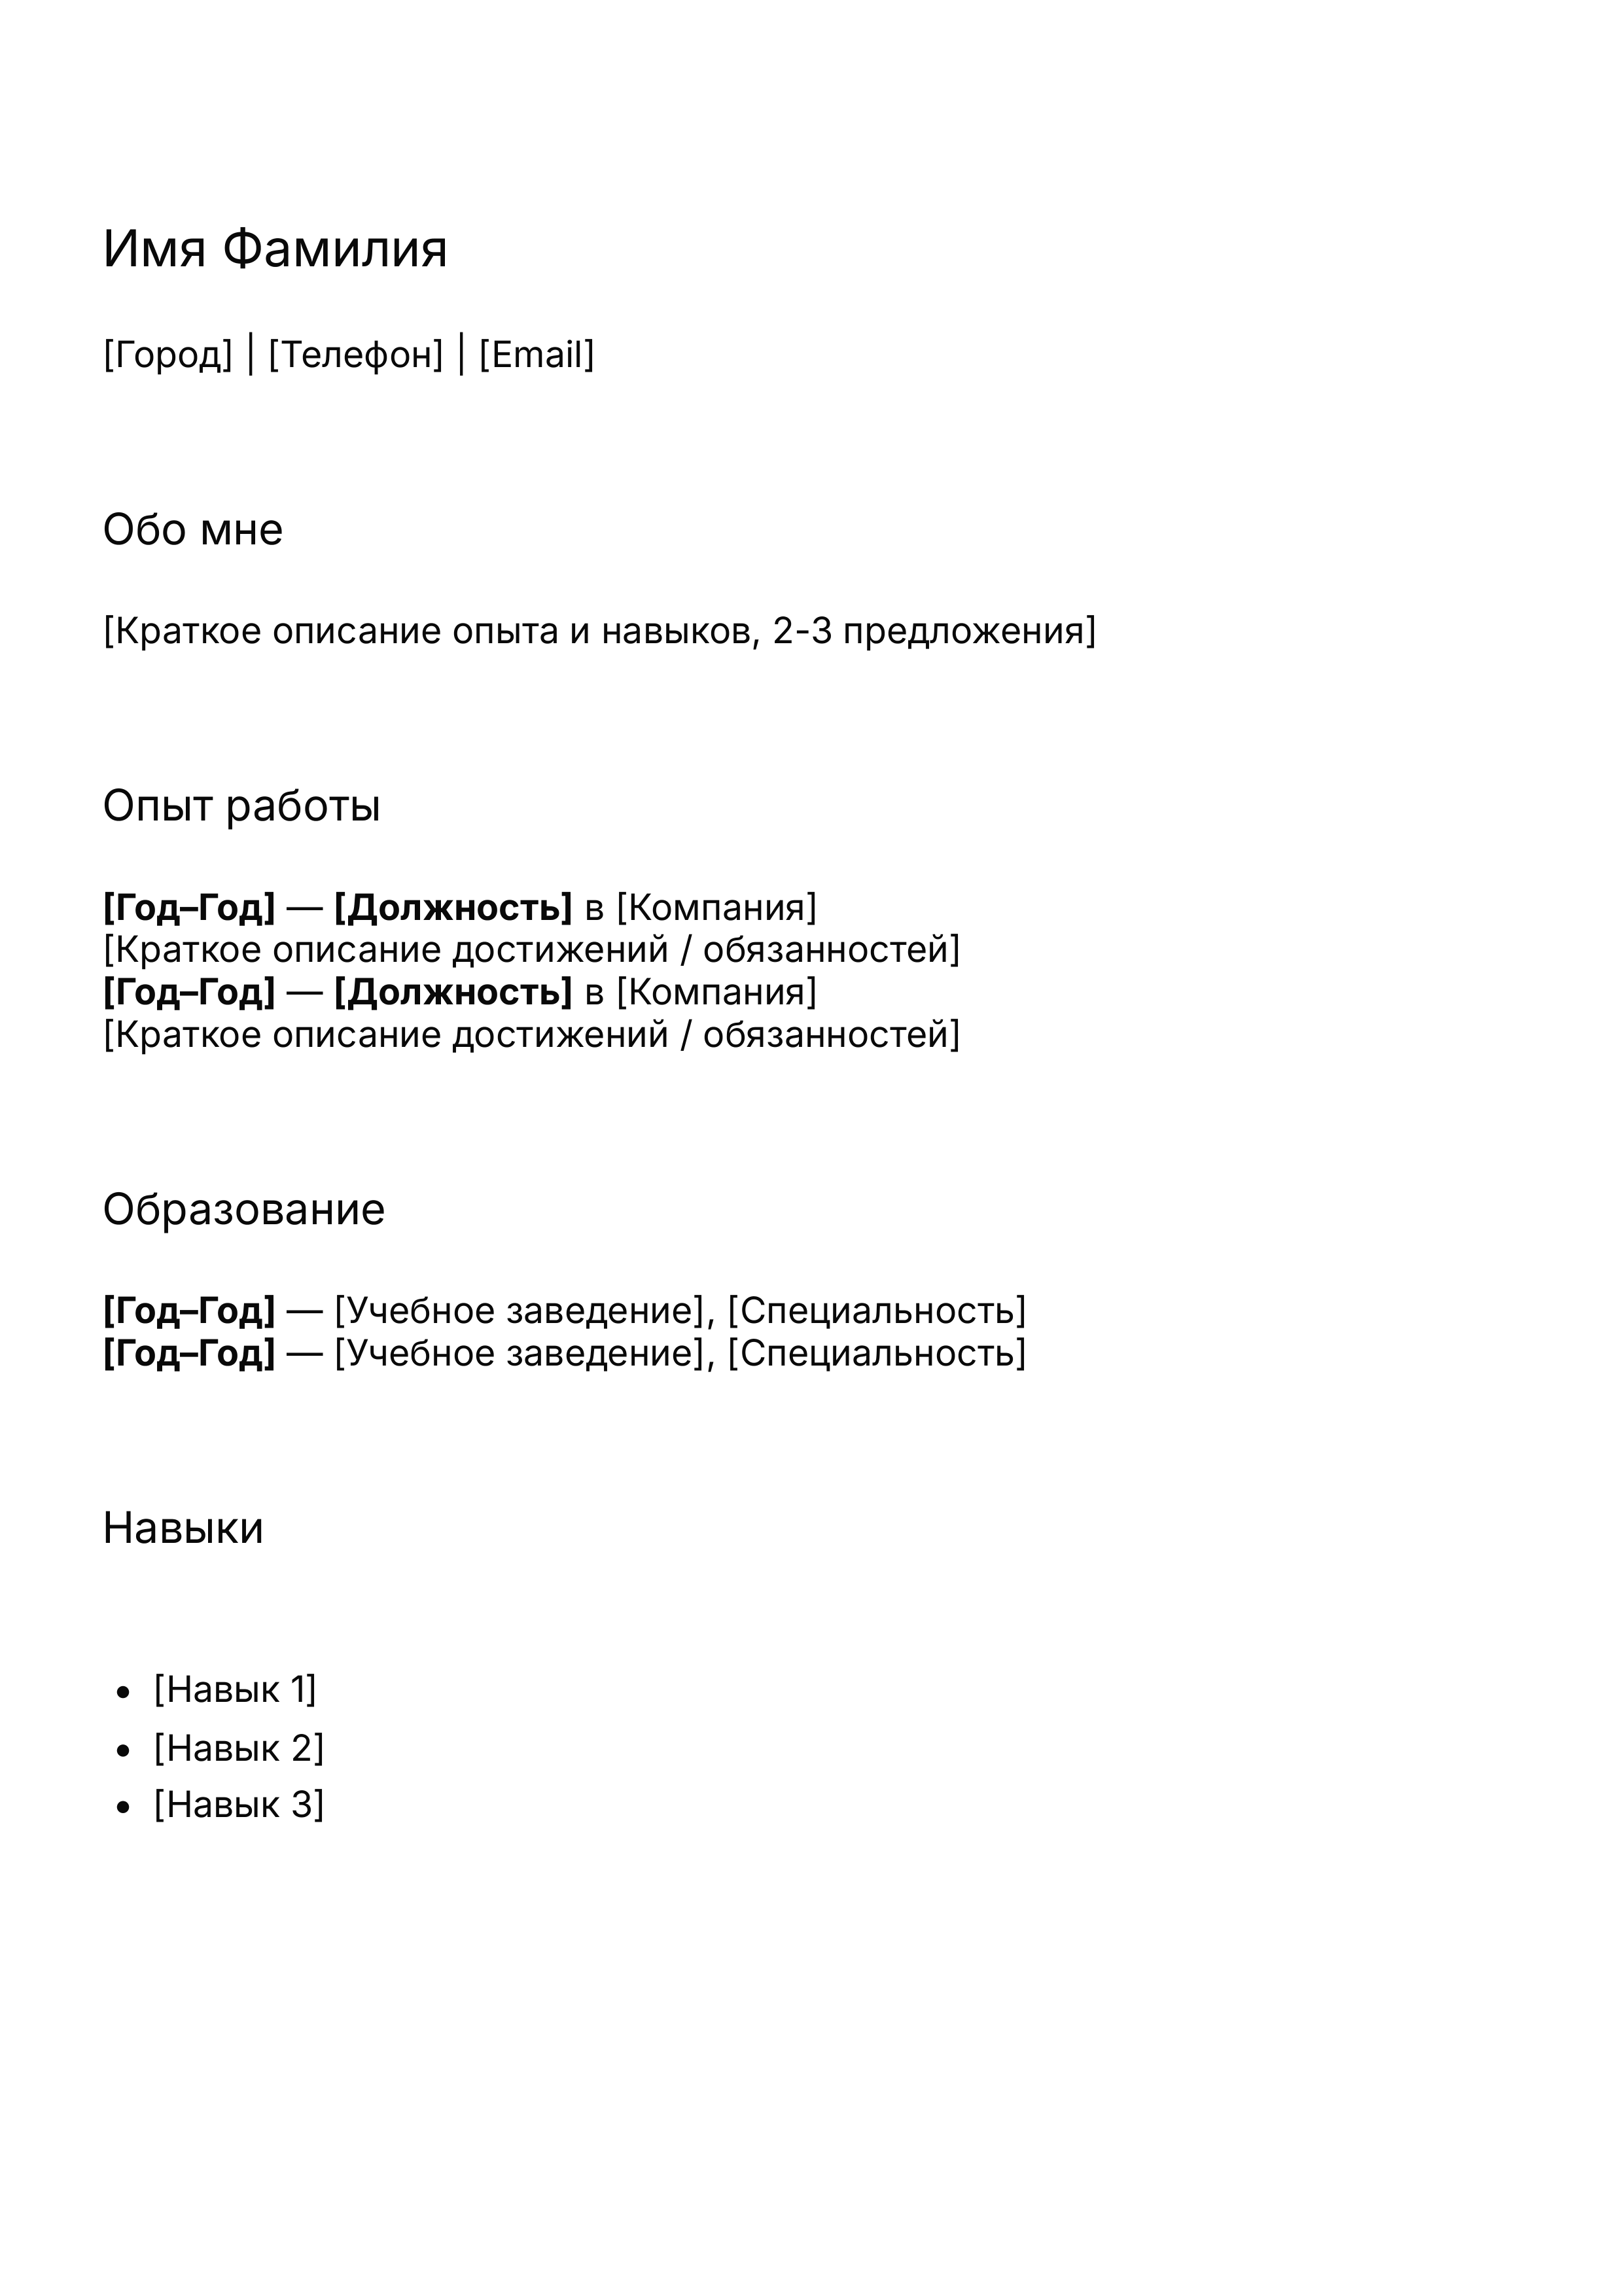 Имя Фамилия
[Город] | [Телефон] | [Email]
Обо мне
[Краткое описание опыта и навыков, 2-3 предложения]
Опыт работы
[Год–Год] — [Должность] в [Компания]
[Краткое описание достижений / обязанностей]
[Год–Год] — [Должность] в [Компания]
[Краткое описание достижений / обязанностей]
Образование
[Год–Год] — [Учебное заведение], [Специальность]
[Год–Год] — [Учебное заведение], [Специальность]
Навыки
• [Навык 1]
• [Навык 2]
• [Навык 3]